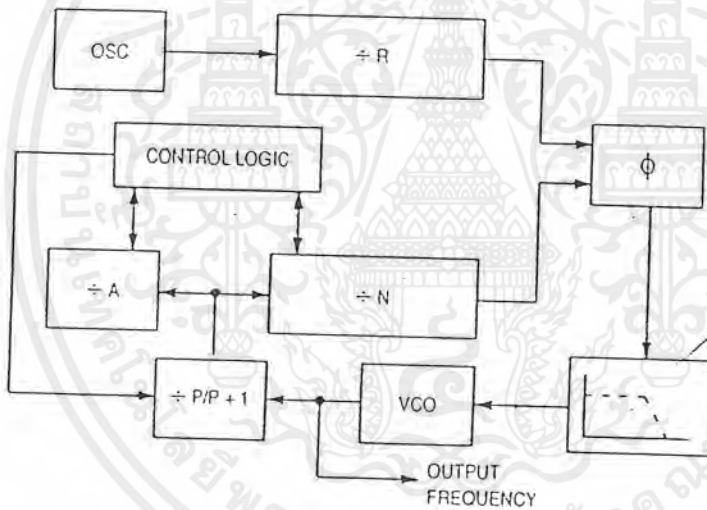 OSC
÷ R
CONTROL LOGIC
ϕ
÷ A
÷ N
÷ P/P + 1
VCO
OUTPUT
FREQUENCY